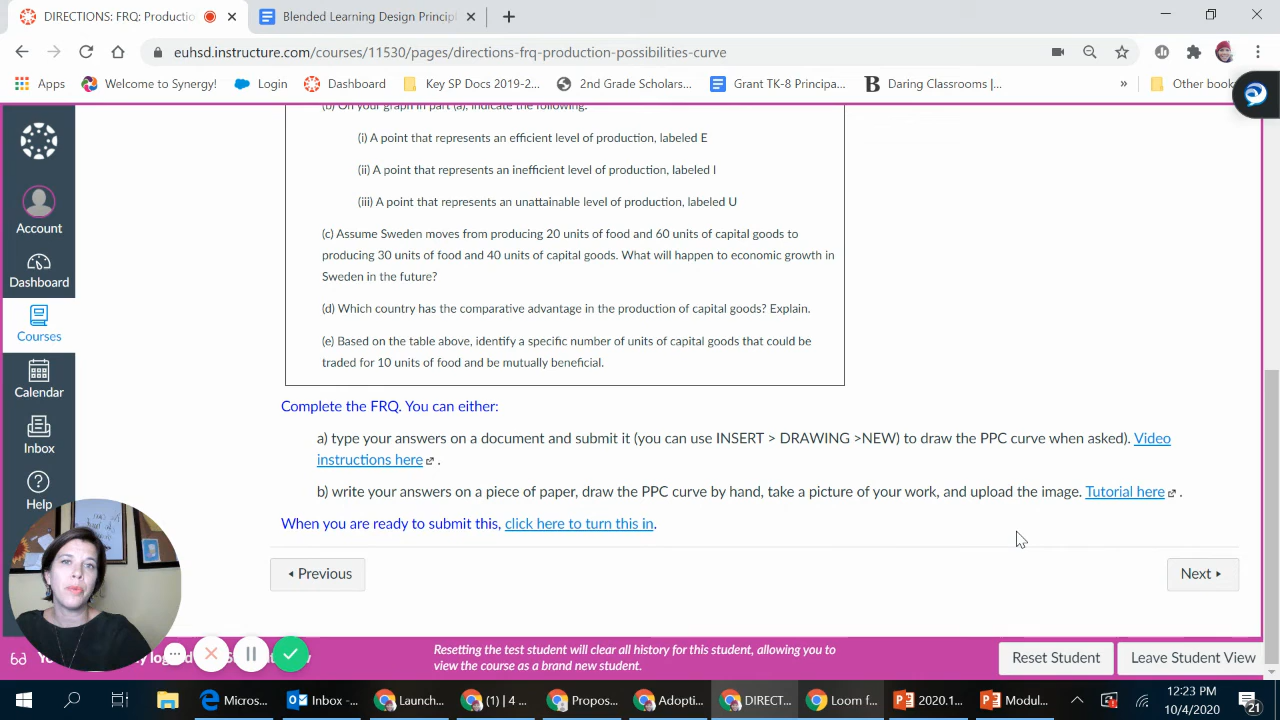 DIRECTIONS: FRQ: Productio
Blended Learning Design Principl
euhsd.instructure.com/courses/11530/pages/directions-frq-production-possibilities-curve
Apps
Welcome to Synergy!
Login
Dashboard
Key SP Docs 2019-2...
2nd Grade Scholars...
Grant TK-8 Principa...
B Daring Classrooms |...
»
Other book
(b) On your graph in part (a), indicate the following:
(i) A point that represents an efficient level of production, labeled E
(ii) A point that represents an inefficient level of production, labeled I
(iii) A point that represents an unattainable level of production, labeled U
(c) Assume Sweden moves from producing 20 units of food and 60 units of capital goods to
producing 30 units of food and 40 units of capital goods. What will happen to economic growth in
Sweden in the future?
(d) Which country has the comparative advantage in the production of capital goods? Explain.
(e) Based on the table above, identify a specific number of units of capital goods that could be
traded for 10 units of food and be mutually beneficial.
Account
Dashboard
Courses
Calendar
Inbox
Help
Complete the FRQ. You can either:
a) type your answers on a document and submit it (you can use INSERT > DRAWING >NEW) to draw the PPC curve when asked). Video
instructions here .
b) write your answers on a piece of paper, draw the PPC curve by hand, take a picture of your work, and upload the image. Tutorial here .
When you are ready to submit this, click here to turn this in.
Previous
Next
Resetting the test student will clear all history for this student, allowing you to
view the course as a brand new student.
Reset Student
Leave Student View
Micros...
Inbox -...
Launch...
(1) | 4 ...
Propos...
Adopti...
DIRECT...
Loom f...
2020.1...
Modul...
12:23 PM
10/4/2020
21